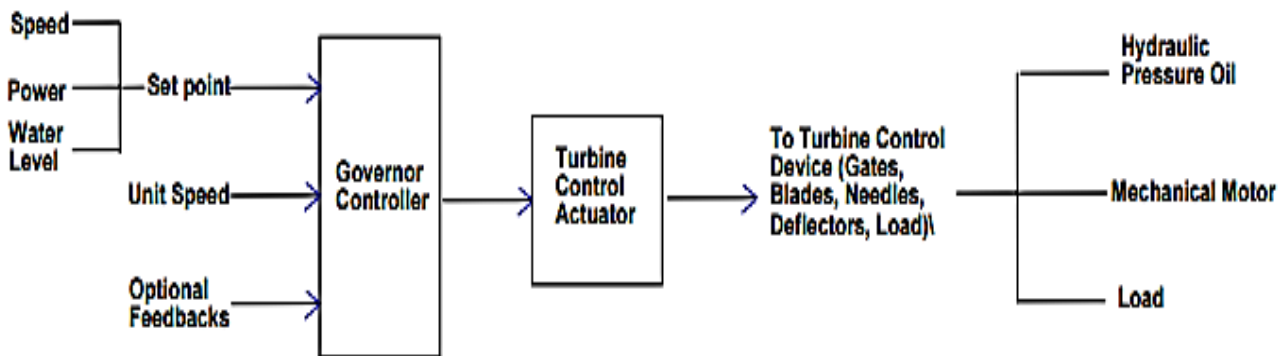 Speed
Power
Water
Level
Set point
Unit Speed
Optional
Feedbacks
Governor
Controller
Turbine
Control
Actuator
To Turbine Control
Device (Gates,
Blades, Needles,
Deflectors, Load)\
Hydraulic
Pressure Oil
Mechanical Motor
Load